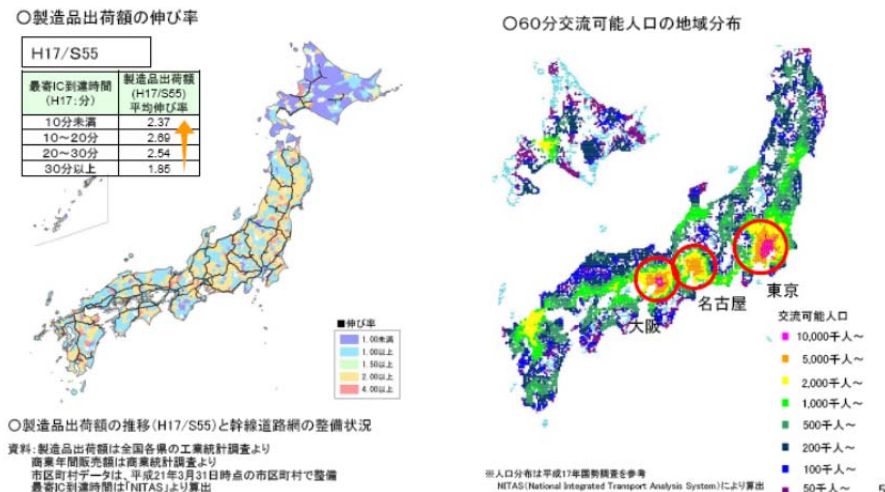 ○製造品出荷額の伸び率
H17/S55
最寄IC到達時間
(H17:分)
製造品出荷額
(H17/S55)
平均伸び率
10分未満 2.37
10~20分 2.69
20~30分 2.54
30分以上 1.85
■伸び率
1.00未満
1.00以上
1.50以上
2.00以上
4.00以上
○製造品出荷額の推移(H17/S55)と幹線道路網の整備状況
資料:製造品出荷額は全国各県の工業統計調査より
商業年間販売額は商業統計調査より
市区町村データは、平成21年3月31日時点の市区町村で整備
最寄IC到達時間は「NITAS」より算出
○60分交流可能人口の地域分布
東京
名古屋
大阪
交流可能人口
10,000千人~
5,000千人~
2,000千人~
1,000千人~
500千人~
200千人~
100千人~
50千人~
※人口分布は平成17年国勢調査を参考
NITAS(National Integrated Transport Analysis System)により算出
5